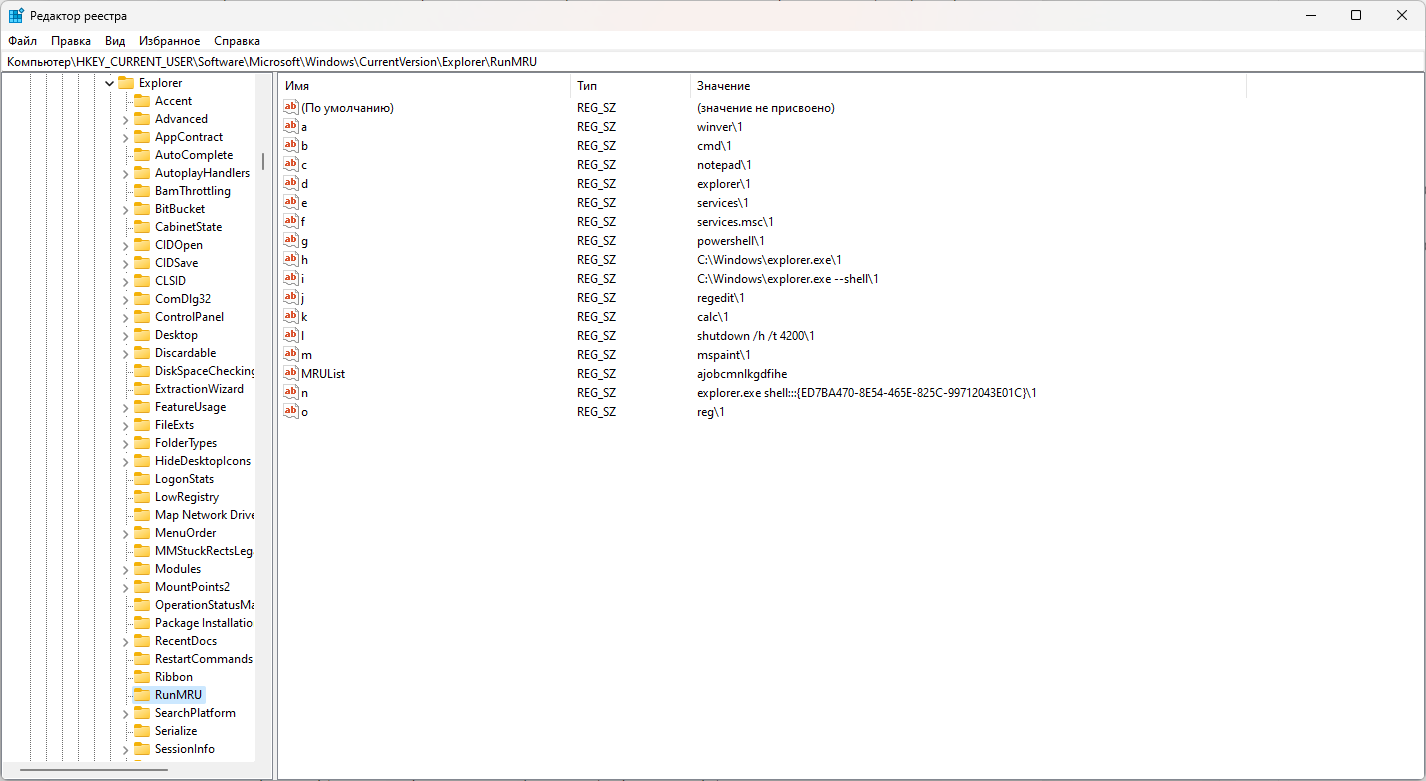 Редактор реестра
Файл Правка Вид Избранное Справка
Компьютер\HKEY_CURRENT_USER\Software\Microsoft\Windows\CurrentVersion\Explorer\RunMRU
Explorer
Accent
Advanced
AppContract
AutoComplete
AutoplayHandlers
BamThrottling
BitBucket
CabinetState
CIDOpen
CIDSave
CLSID
ComDlg32
ControlPanel
Desktop
Discardable
DiskSpaceChecking
ExtractionWizard
FeatureUsage
FileExts
FolderTypes
HideDesktopIcons
LogonStats
LowRegistry
Map Network Drive
MenuOrder
MMStuckRectsLega
Modules
MountPoints2
OperationStatusMa
Package Installatio
RecentDocs
RestartCommands
Ribbon
RunMRU
SearchPlatform
Serialize
SessionInfo
Имя Тип Значение
(По умолчанию) REG_SZ (значение не присвоено)
a REG_SZ winver\1
b REG_SZ cmd\1
c REG_SZ notepad\1
d REG_SZ explorer\1
e REG_SZ services\1
f REG_SZ services.msc\1
g REG_SZ powershell\1
h REG_SZ C:\Windows\explorer.exe\1
i REG_SZ C:\Windows\explorer.exe --shell\1
j REG_SZ regedit\1
k REG_SZ calc\1
l REG_SZ shutdown /h /t 4200\1
m REG_SZ mspaint\1
MRUList REG_SZ ajobcmnlkgdfihe
n REG_SZ explorer.exe shell:::{ED7BA470-8E54-465E-825C-99712043E01C}\1
o REG_SZ reg\1